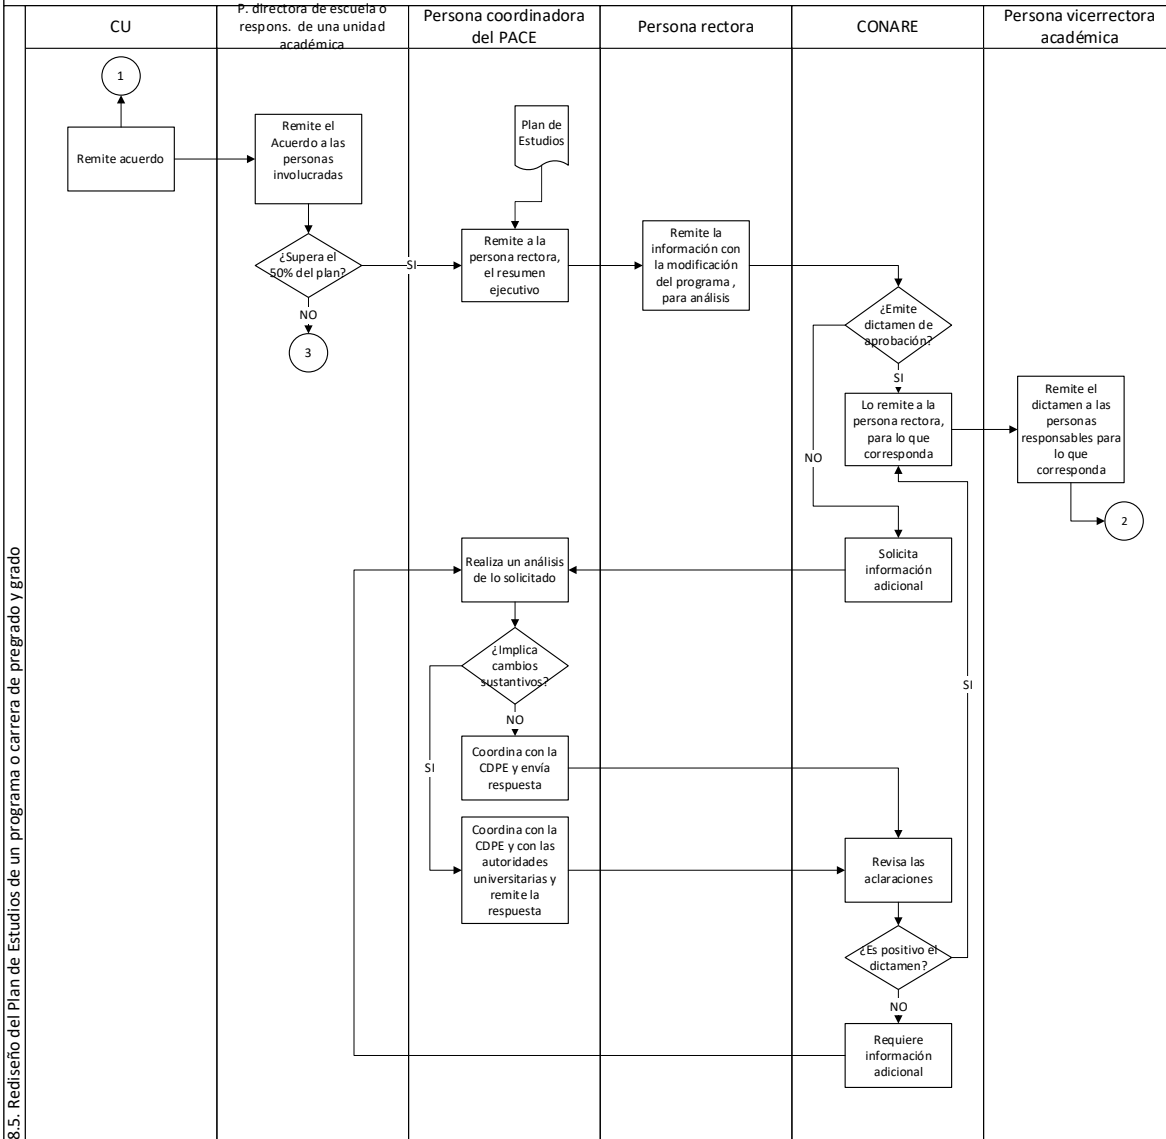 8.5. Rediseño del Plan de Estudios de un programa o carrera de pregrado y grado
CU
P. directora de escuela o
respons. de una unidad
académica
Persona coordinadora
del PACE
Persona rectora
CONARE
Persona vicerrectora
académica
1
Remite acuerdo
Remite el
Acuerdo a las
personas
involucradas
¿Supera el
50% del plan?
SI
NO
3
Plan de
Estudios
Remite a la
persona rectora,
el resumen
ejecutivo
Remite la
información con
la modificación
del programa ,
para análisis
¿Emite
dictamen de
aprobación?
SI
NO
Lo remite a la
persona rectora,
para lo que
corresponda
Remite el
dictamen a las
personas
responsables para
lo que
corresponda
2
Solicita
información
adicional
Realiza un análisis
de lo solicitado
¿Implica
cambios
sustantivos?
NO
SI
Coordina con la
CDPE y envía
respuesta
Coordina con la
CDPE y con las
autoridades
universitarias y
remite la
respuesta
Revisa las
aclaraciones
¿Es positivo el
dictamen?
SI
NO
Requiere
información
adicional